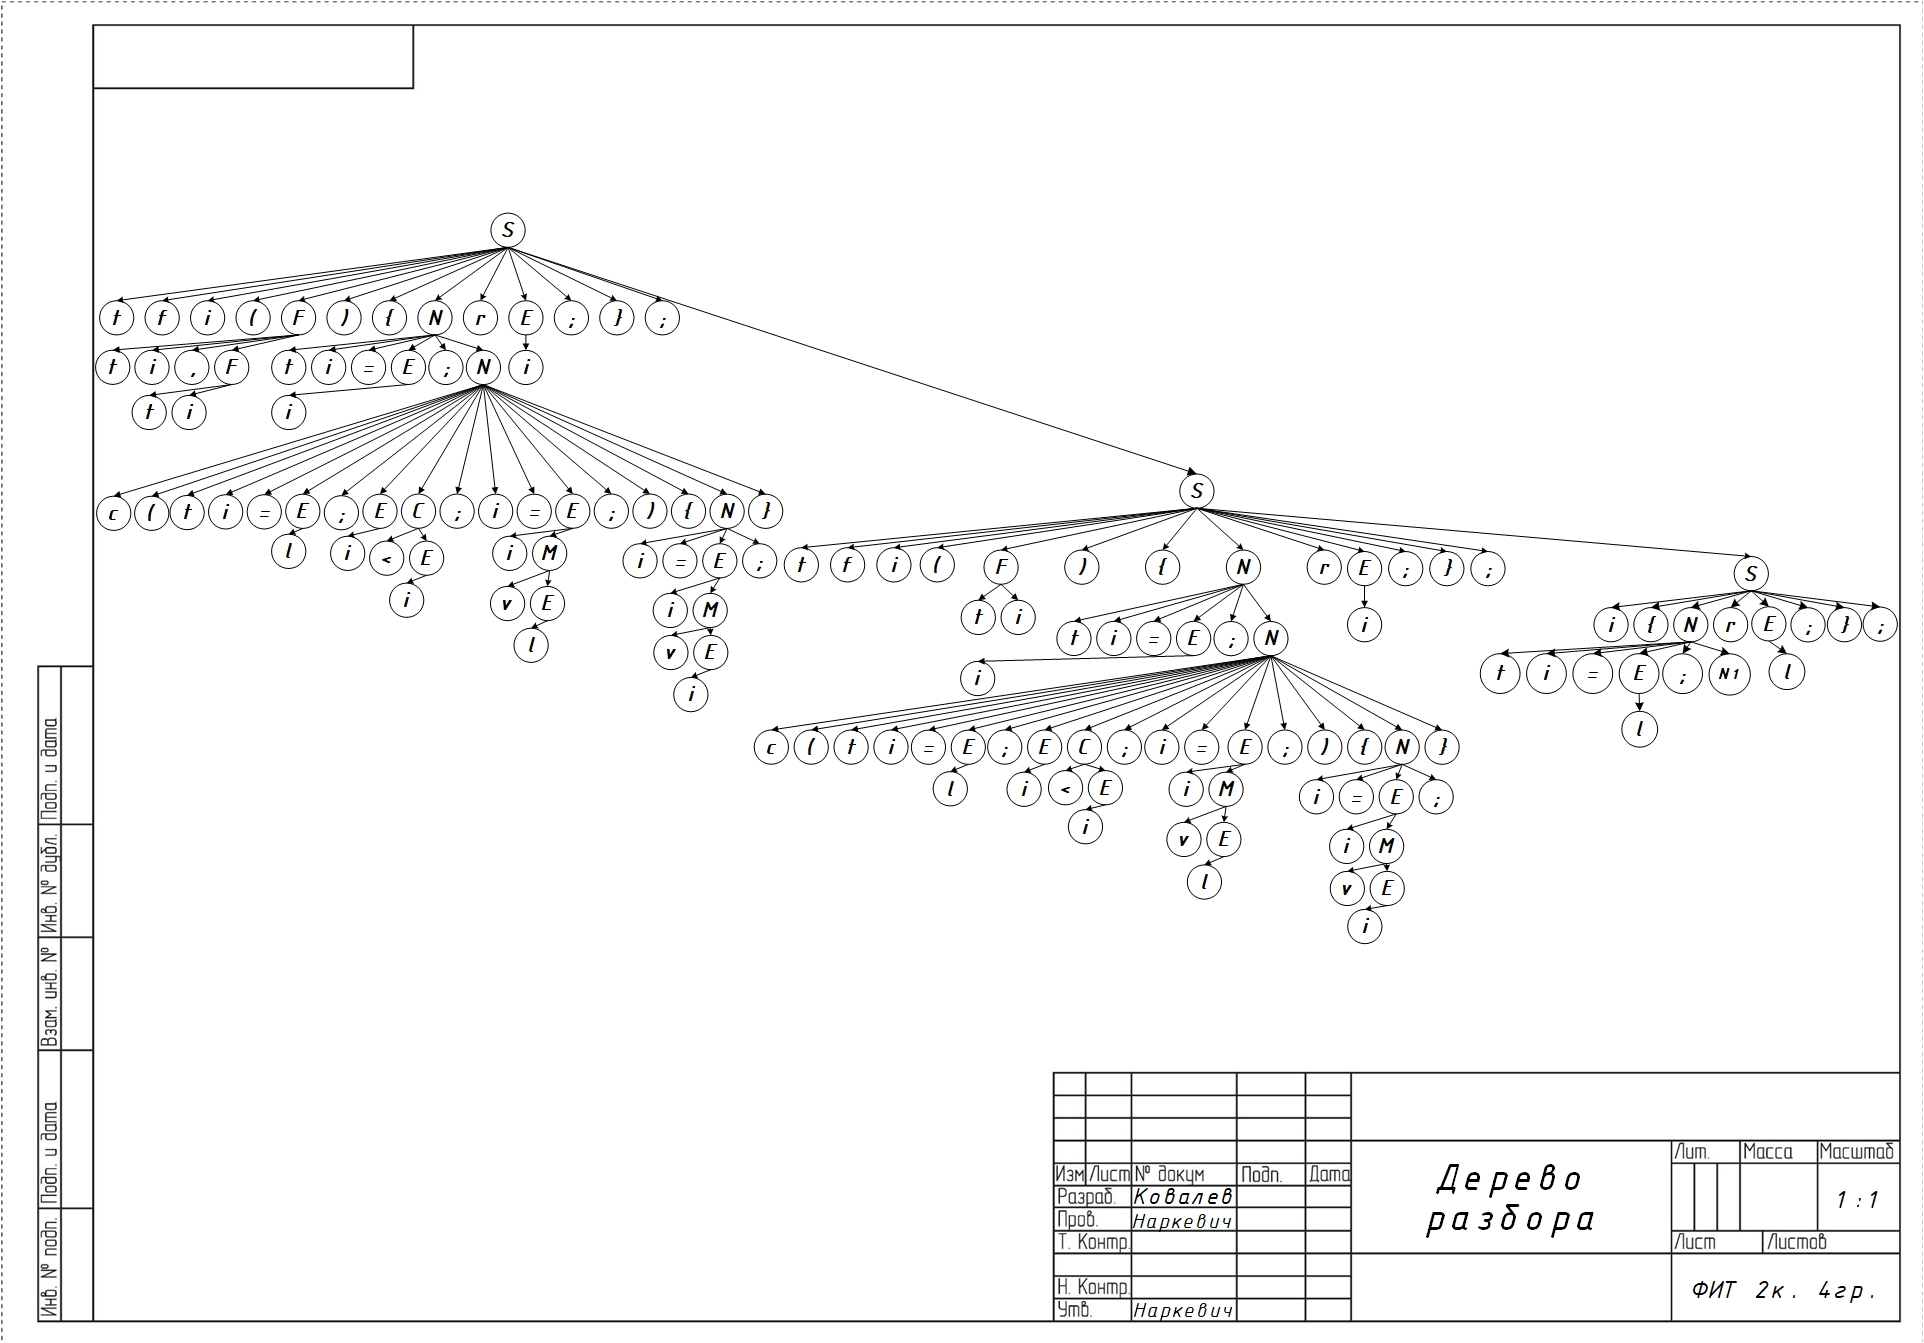 S
t f i ( F ) { N r E ; } ;
t i , F t i = E ; N i
t i i
S
c ( t i = E ; E C ; i = E ; ) { N }
l i < E i M i = E ;
t f i ( F ) { N r E ; } ;
S
i v E i M
t i i
i { N r E ; } ;
l v E
t i = E ; N
i
i
t i = E ; N1 l
l
c ( t i = E ; E C ; i = E ; ) { N }
l i < E i M i = E ;
i v E i M
l v E
i
Подп. и дата
Инв. № дубл.
Взам. инв. №
Подп. и дата
Инв. № подл.
Изм Лист № докум Подп. Дата
Разраб. Ковалев
Пров. Наркевич
Т. Контр.
Н. Контр.
Утв. Наркевич
Дерево
разбора
Лит. Масса Масштаб
1:1
Лист Листов
ФИТ 2к. 4гр.